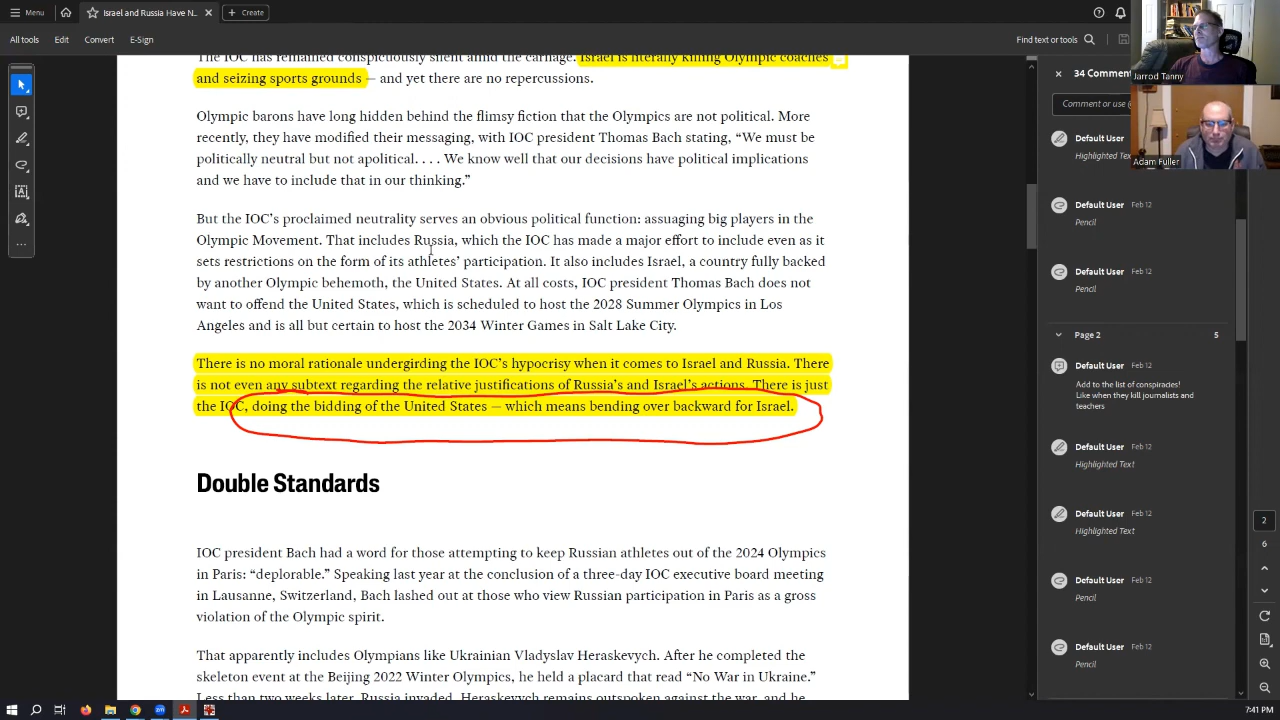 Menu
Israel and Russia Have N...
Create
All tools
Edit
Convert
E-Sign
Find text or tools
The IOC has remained conspicuously silent amid the carnage. Israel is literally killing Olympic coaches
and seizing sports grounds — and yet there are no repercussions.
Olympic barons have long hidden behind the flimsy fiction that the Olympics are not political. More
recently, they have modified their messaging, with IOC president Thomas Bach stating, “We must be
politically neutral but not apolitical. . . . We know well that our decisions have political implications
and we have to include that in our thinking.”
But the IOC’s proclaimed neutrality serves an obvious political function: assuaging big players in the
Olympic Movement. That includes Russia, which the IOC has made a major effort to include even as it
sets restrictions on the form of its athletes’ participation. It also includes Israel, a country fully backed
by another Olympic behemoth, the United States. At all costs, IOC president Thomas Bach does not
want to offend the United States, which is scheduled to host the 2028 Summer Olympics in Los
Angeles and is all but certain to host the 2034 Winter Games in Salt Lake City.
There is no moral rationale undergirding the IOC’s hypocrisy when it comes to Israel and Russia. There
is not even any subtext regarding the relative justifications of Russia’s and Israel’s actions. There is just
the IOC, doing the bidding of the United States — which means bending over backward for Israel.
Double Standards
IOC president Bach had a word for those attempting to keep Russian athletes out of the 2024 Olympics
in Paris: “deplorable.” Speaking last year at the conclusion of a three-day IOC executive board meeting
in Lausanne, Switzerland, Bach lashed out at those who view Russian participation in Paris as a gross
violation of the Olympic spirit.
That apparently includes Olympians like Ukrainian Vladyslav Heraskevych. After he completed the
skeleton event at the Beijing 2022 Winter Olympics, he held a placard that read “No War in Ukraine.”
Less than two weeks later, Russia invaded. Heraskevych remains outspoken against the war, and he
34 Comme
Comment or use @
Default User
Highlighted Text
Default User Feb 12
Pencil
Default User Feb 12
Pencil
Page 2 5
Default User Feb 12
Add to the list of conspiracies!
Like when they kill journalists and
teachers
Default User Feb 12
Highlighted Text
Default User Feb 12
Highlighted Text
Default User Feb 12
Pencil
Default User Feb 12
Pencil
2
6
Jarrod Tanny
Adam Fuller
7:41 PM